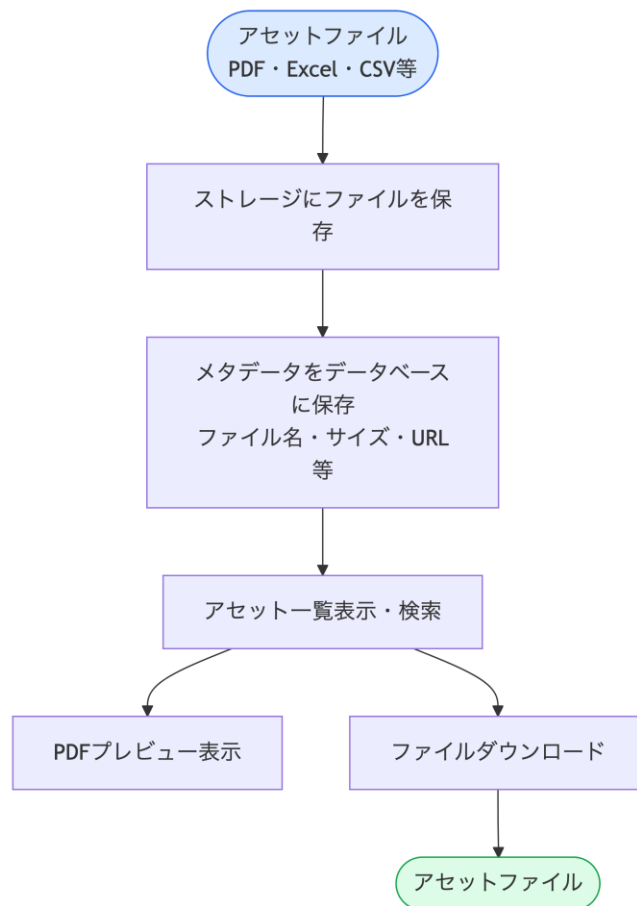 アセットファイル
PDF・Excel・CSV等
ストレージにファイルを保
存
メタデータをデータベース
に保存
ファイル名・サイズ・URL
等
アセット一覧表示・検索
PDFプレビュー表示
ファイルダウンロード
アセットファイル